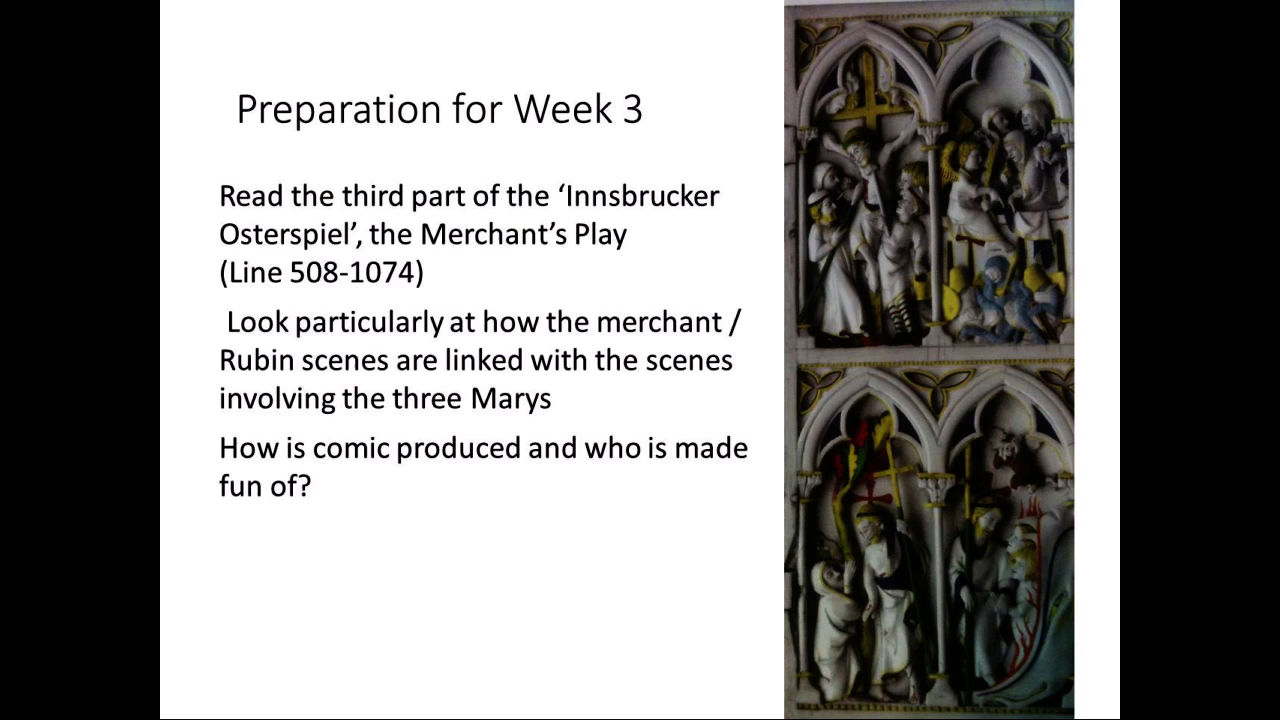 Preparation for Week 3
Read the third part of the ‘Innsbrucker
Osterspiel’, the Merchant’s Play
(Line 508-1074)
Look particularly at how the merchant /
Rubin scenes are linked with the scenes
involving the three Marys
How is comic produced and who is made
fun of?